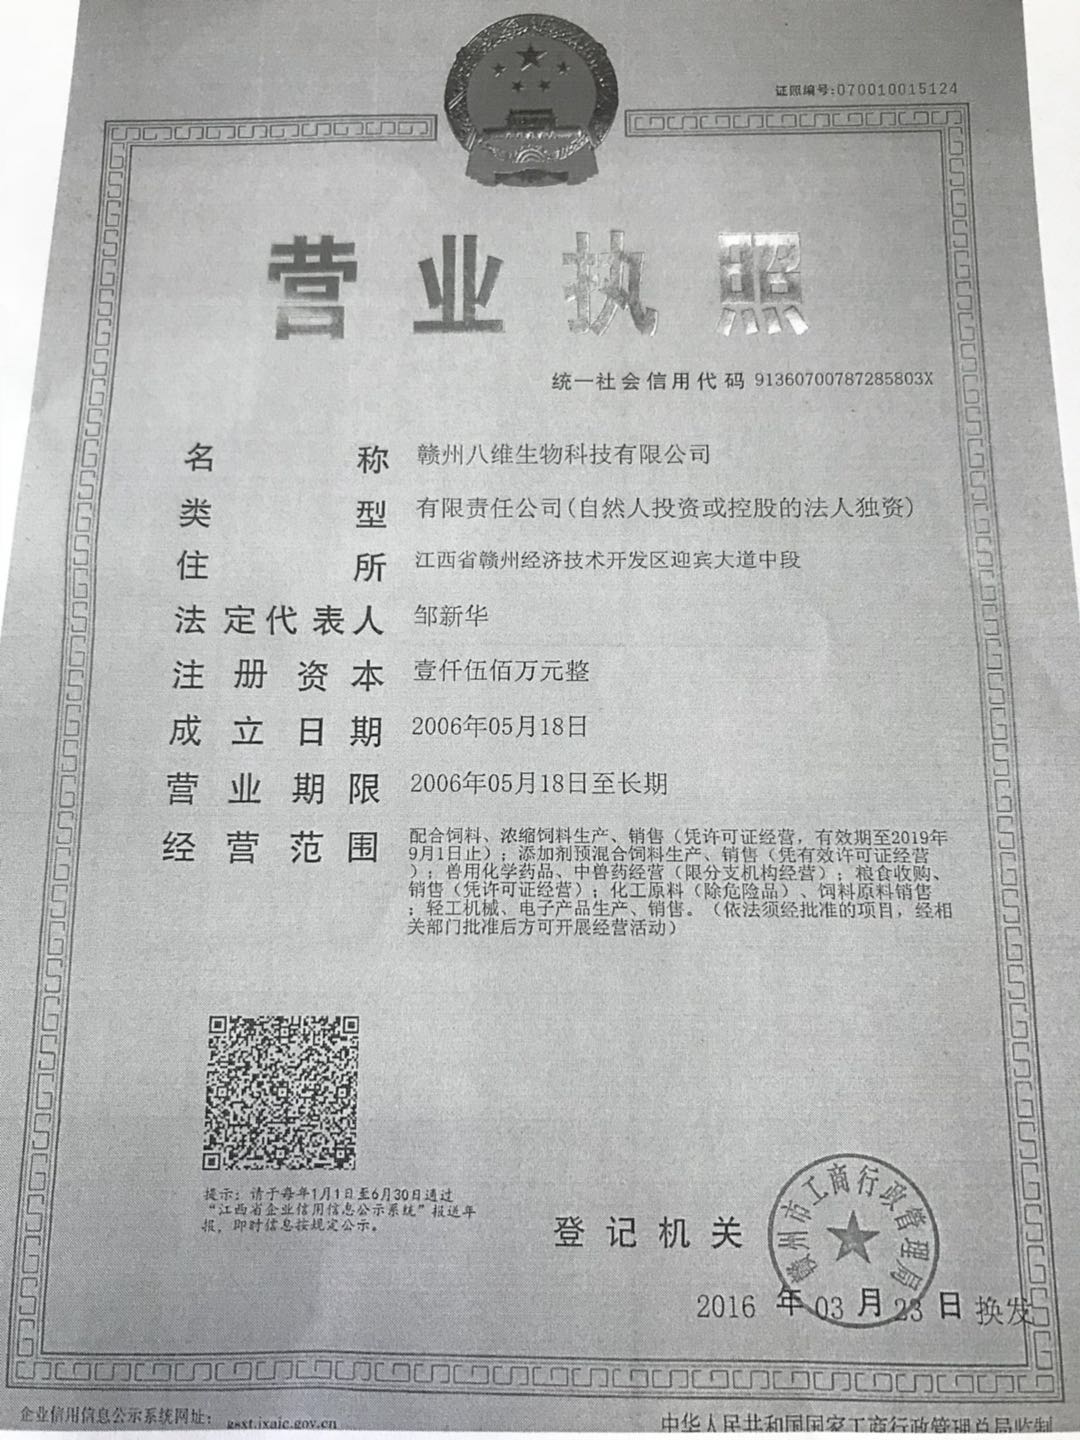 证照编号:070010015124
营业执照
统一社会信用代码 91360700787285803X
名称 赣州八维生物科技有限公司
类型 有限责任公司(自然人投资或控股的法人独资)
住所 江西省赣州经济技术开发区迎宾大道中段
法定代表人 邹新华
注册资本 壹仟伍佰万元整
成立日期 2006年05月18日
营业期限 2006年05月18日至长期
经营范围 配合饲料、浓缩饲料生产、销售（凭许可证经营，有效期至2019年
9月1日止）；添加剂预混合饲料生产、销售（凭有效许可证经营
）；兽用化学药品、中兽药经营（限分支机构经营）；粮食收购、
销售（凭许可证经营）；化工原料（除危险品）、饲料原料销售
；轻工机械、电子产品生产、销售。（依法须经批准的项目，经相
关部门批准后方可开展经营活动）
提示：请于每年1月1日至6月30日通过
“江西省企业信用信息公示系统”报送年
报，即时信息按规定公示。
登记机关
赣州市工商行政管理局
2016 年 03 月 23 日 换发
企业信用信息公示系统网址： gsxt.jxaic.gov.cn
中华人民共和国国家工商行政管理总局监制